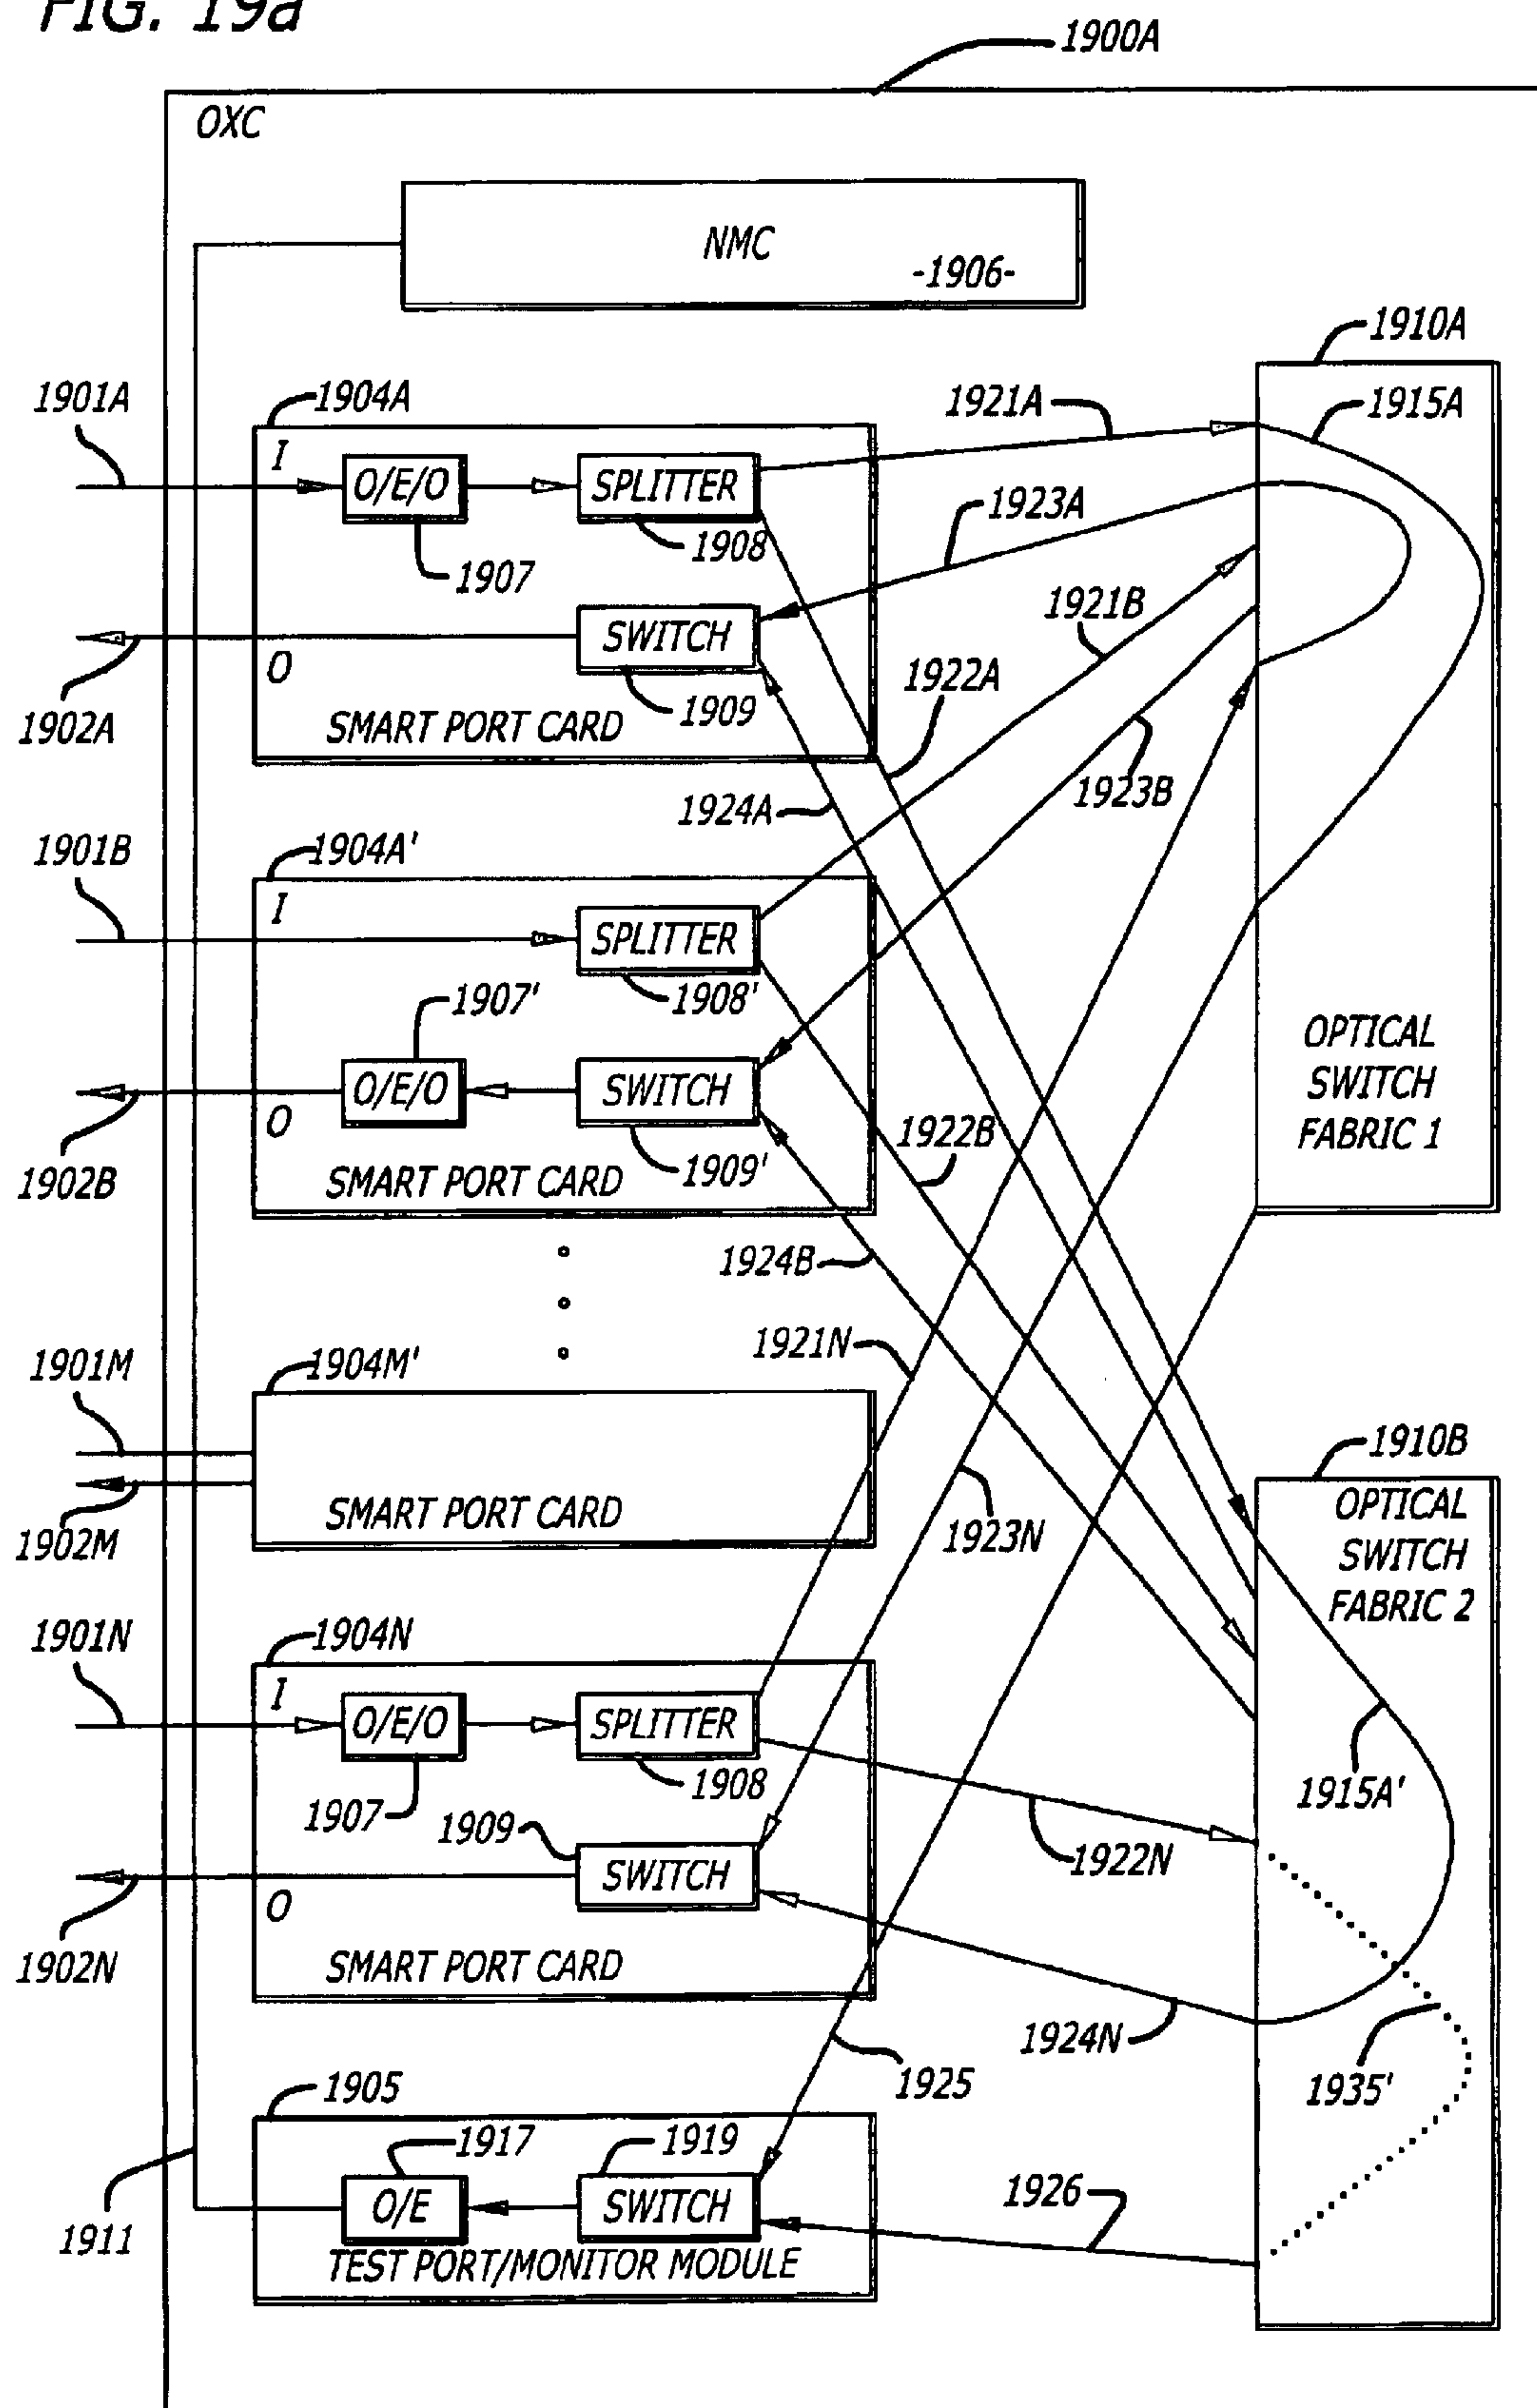 FIG. 19a
1900A
OXC
NMC
-1906-
1910A
1901A
1904A
1921A
1915A
I
O/E/O
SPLITTER
1923A
1908
1907
1921B
SWITCH
O
1922A
1902A
1909
SMART PORT CARD
1923B
1924A
1901B
1904A'
I
SPLITTER
1907'
1908'
OPTICAL
SWITCH
FABRIC 1
O/E/O
SWITCH
O
1922B
1902B
1909'
SMART PORT CARD
1924B
1921N
1901M
1904M'
1910B
OPTICAL
SWITCH
FABRIC 2
SMART PORT CARD
1902M
1923N
1901N
1904N
I
O/E/O
SPLITTER
1908
1915A'
1907
1909
1922N
SWITCH
O
1902N
SMART PORT CARD
1924N
1925
1935'
1905
1917
1919
1926
O/E
SWITCH
1911
TEST PORT/MONITOR MODULE